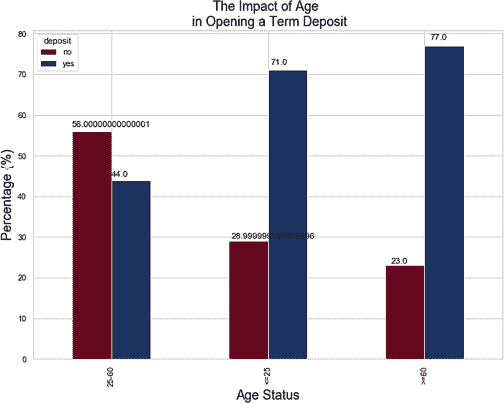 The Impact of Age
in Opening a Term Deposit
deposit
no
yes
80
70
60
50
40
30
20
10
0
Percentage (%)
56.00000000000001
44.0
71.0
77.0
23.0
25-60
<=25
>=60
Age Status